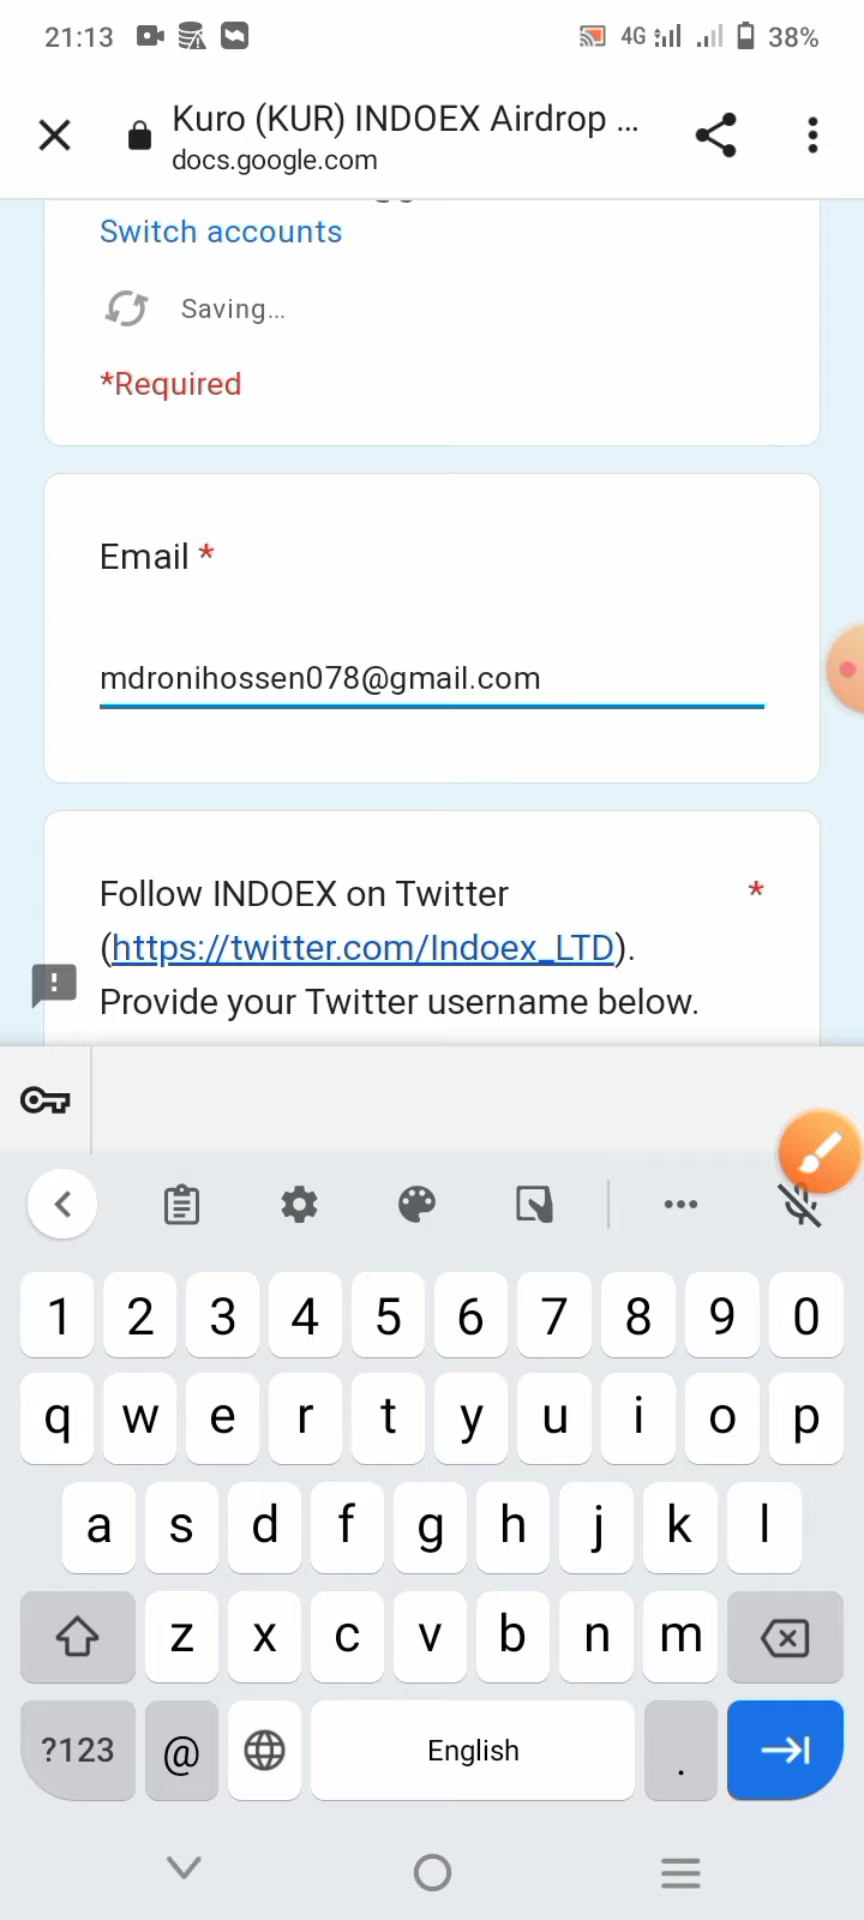 21:13
4G
38%
Kuro (KUR) INDOEX Airdrop ...
docs.google.com
Switch accounts
Saving...
*Required
Email *
mdronihossen078@gmail.com
Follow INDOEX on Twitter *
(https://twitter.com/Indoex_LTD).
Provide your Twitter username below.
1 2 3 4 5 6 7 8 9 0
q w e r t y u i o p
a s d f g h j k l
z x c v b n m
?123 @ English .